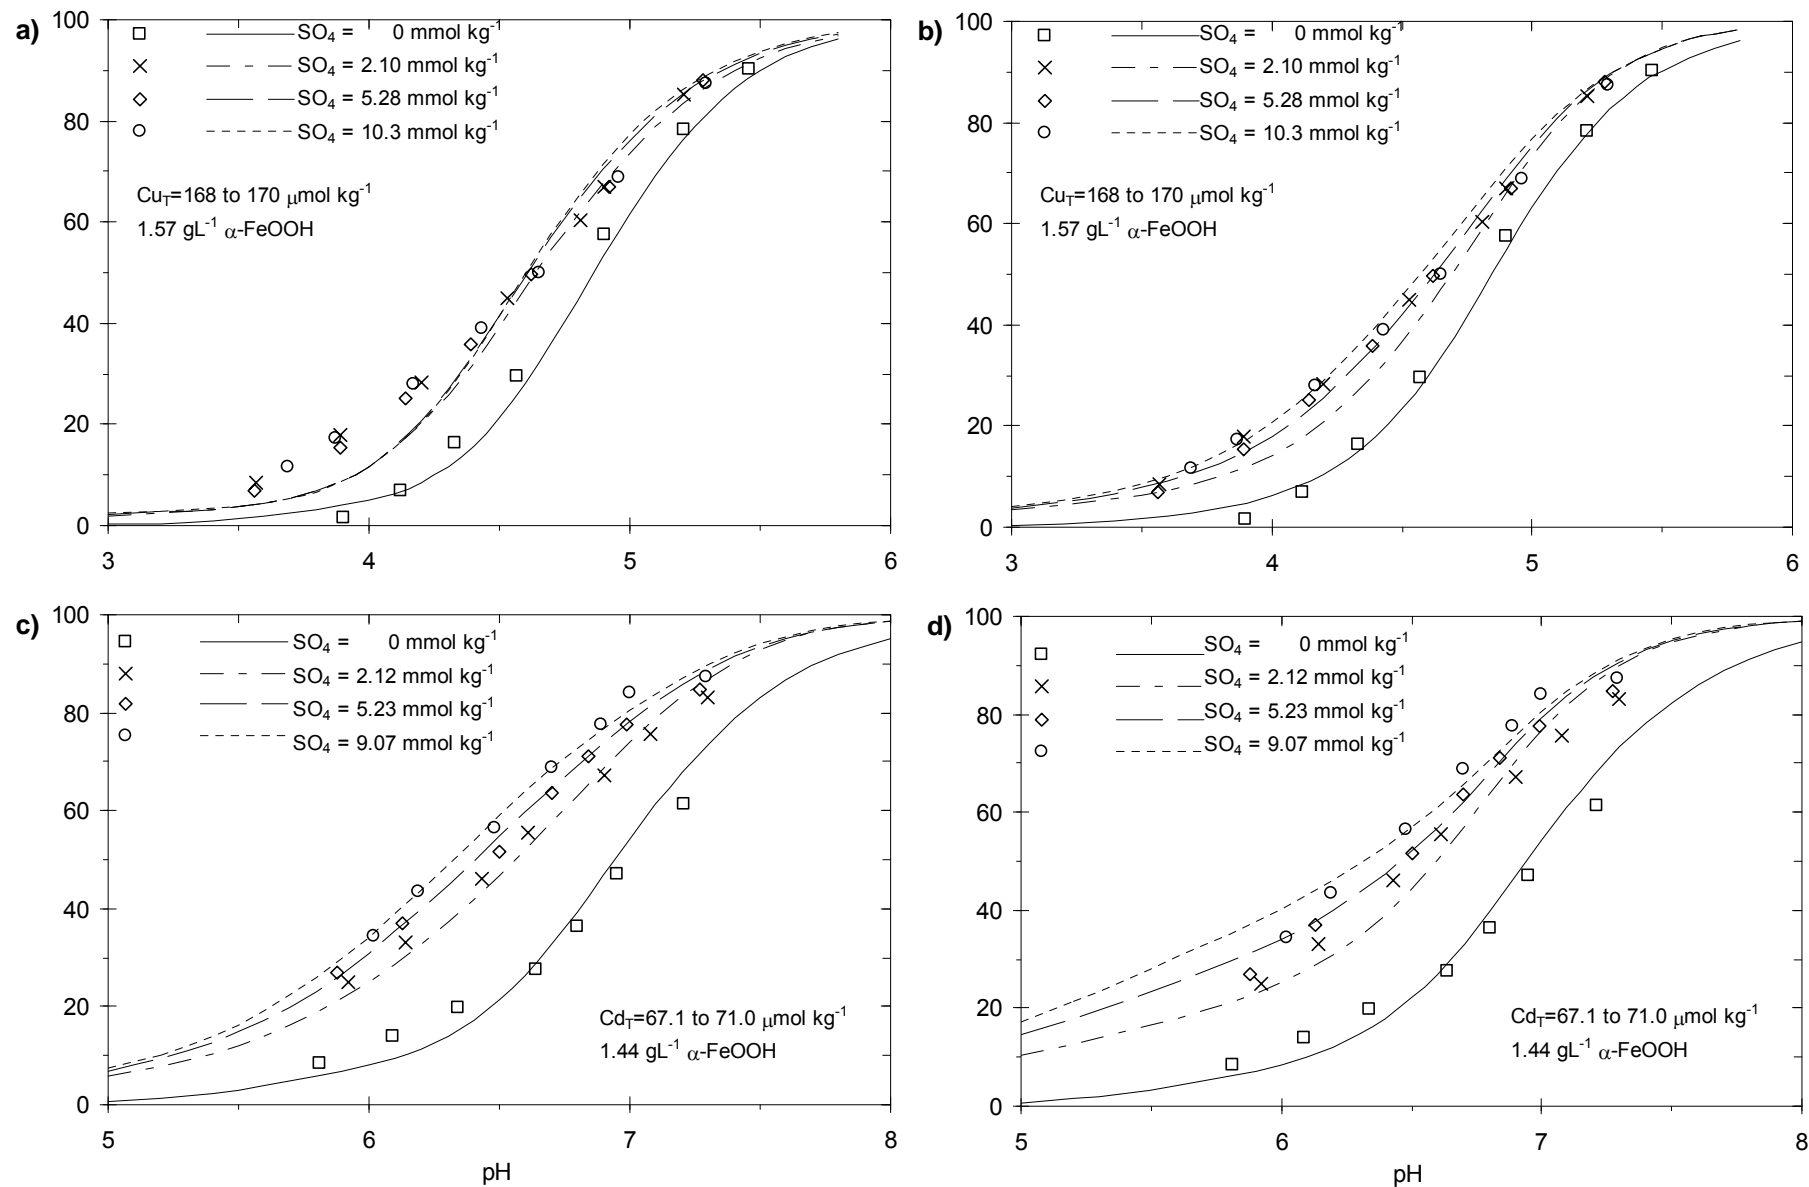 a)
SO4 = 0 mmol kg-1
SO4 = 2.10 mmol kg-1
SO4 = 5.28 mmol kg-1
SO4 = 10.3 mmol kg-1
CuT=168 to 170 μmol kg-1
1.57 gL-1 α-FeOOH
100
80
60
40
20
0
3 4 5 6
b)
SO4 = 0 mmol kg-1
SO4 = 2.10 mmol kg-1
SO4 = 5.28 mmol kg-1
SO4 = 10.3 mmol kg-1
CuT=168 to 170 μmol kg-1
1.57 gL-1 α-FeOOH
100
80
60
40
20
0
3 4 5 6
c)
SO4 = 0 mmol kg-1
SO4 = 2.12 mmol kg-1
SO4 = 5.23 mmol kg-1
SO4 = 9.07 mmol kg-1
CdT=67.1 to 71.0 μmol kg-1
1.44 gL-1 α-FeOOH
100
80
60
40
20
0
5 6 7 8
pH
d)
SO4 = 0 mmol kg-1
SO4 = 2.12 mmol kg-1
SO4 = 5.23 mmol kg-1
SO4 = 9.07 mmol kg-1
CdT=67.1 to 71.0 μmol kg-1
1.44 gL-1 α-FeOOH
100
80
60
40
20
0
5 6 7 8
pH